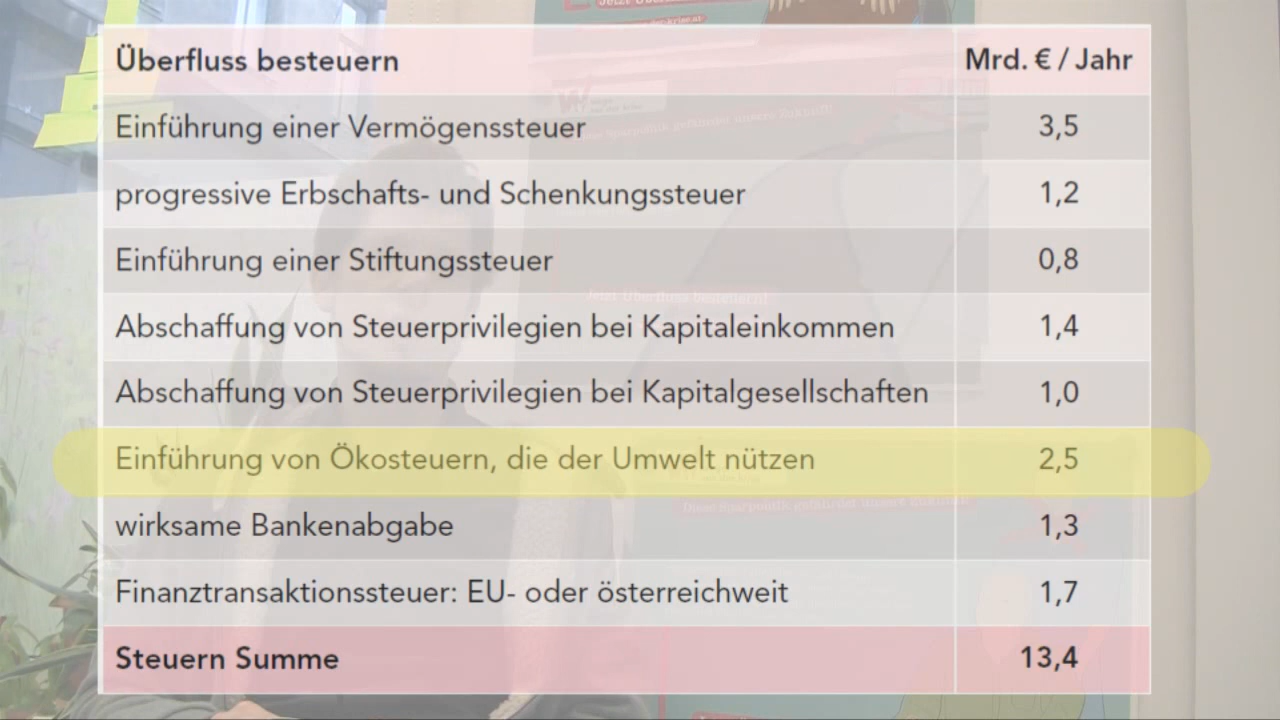 Überfluss besteuern Mrd. € / Jahr
Einführung einer Vermögenssteuer 3,5
progressive Erbschafts- und Schenkungssteuer 1,2
Einführung einer Stiftungssteuer 0,8
Abschaffung von Steuerprivilegien bei Kapitaleinkommen 1,4
Abschaffung von Steuerprivilegien bei Kapitalgesellschaften 1,0
Einführung von Ökosteuern, die der Umwelt nützen 2,5
wirksame Bankenabgabe 1,3
Finanztransaktionssteuer: EU- oder österreichweit 1,7
Steuern Summe 13,4